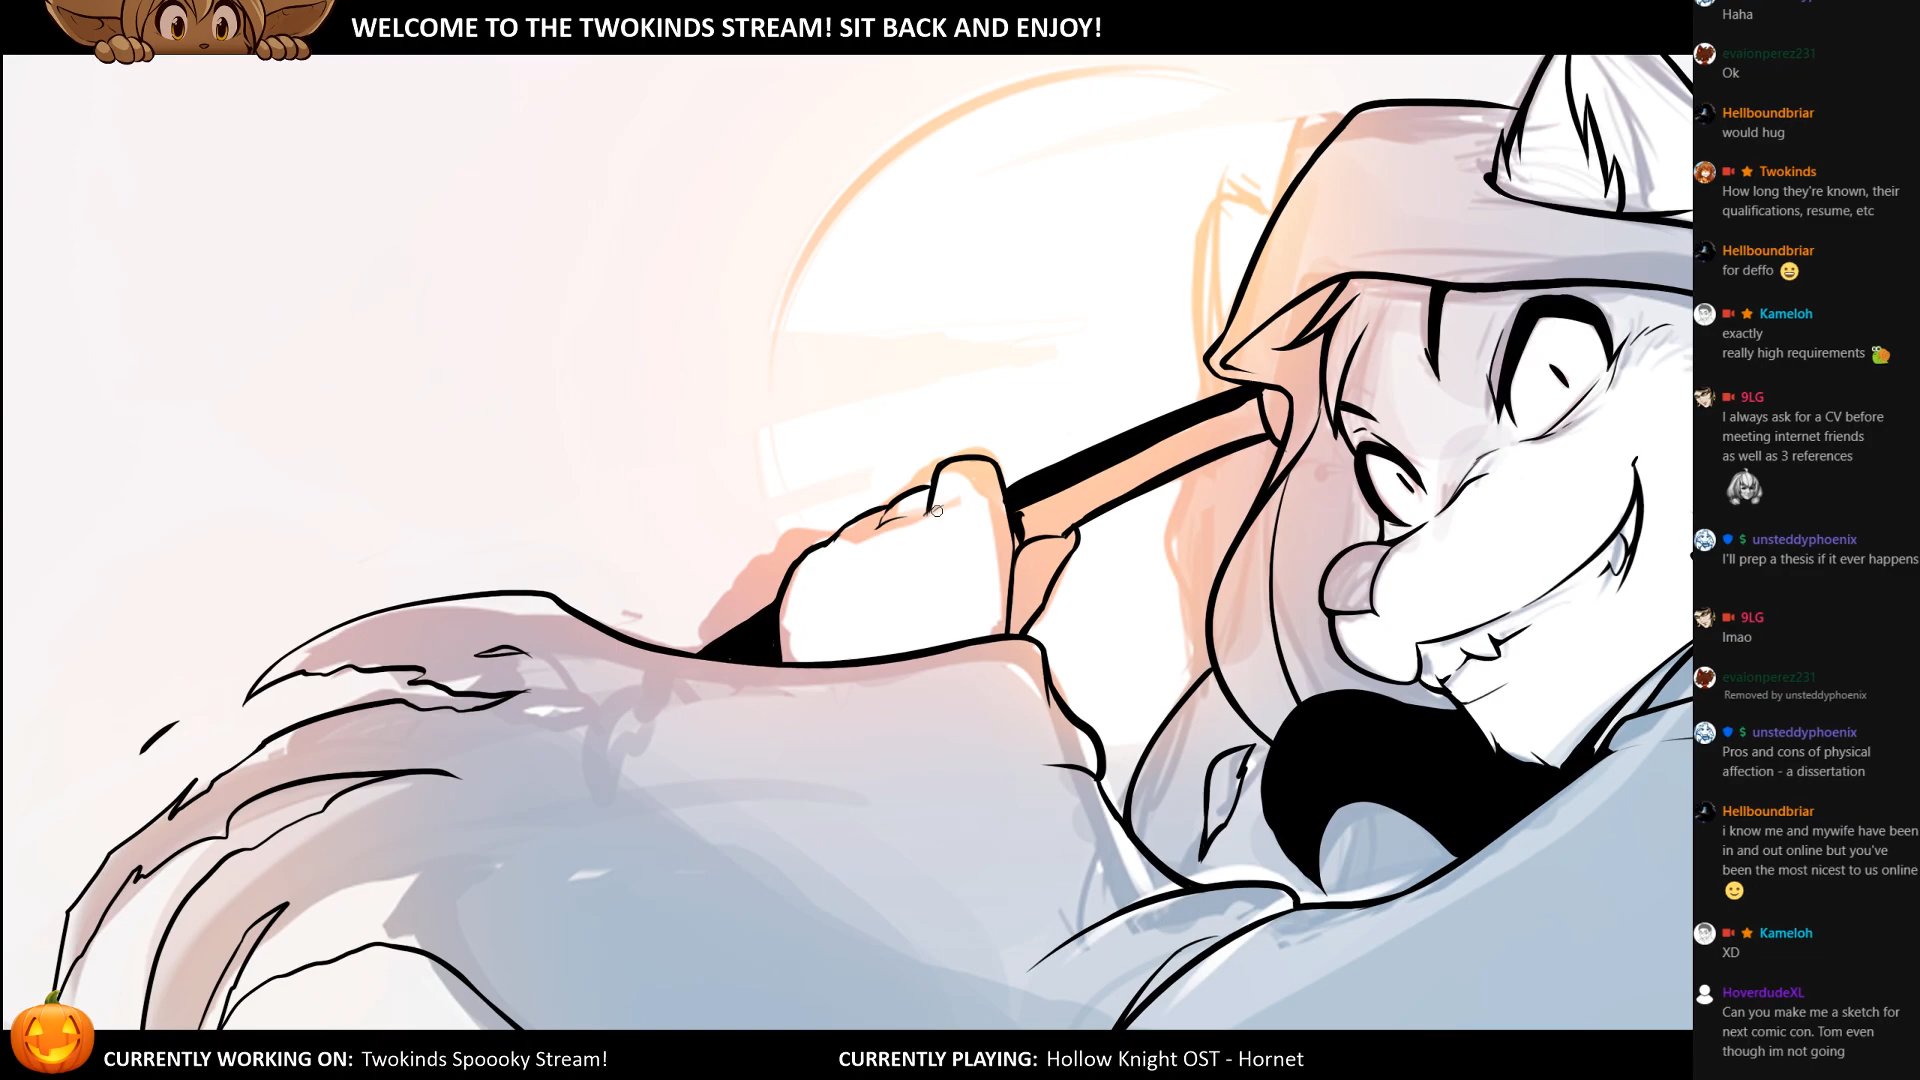 WELCOME TO THE TWOKINDS STREAM! SIT BACK AND ENJOY!
Haha
evaionperez231
Ok
Hellboundbriar
would hug
Twokinds
How long they're known, their
qualifications, resume, etc
Hellboundbriar
for deffo
Kameloh
exactly
really high requirements
9LG
I always ask for a CV before
meeting internet friends
as well as 3 references
unsteddyphoenix
I'll prep a thesis if it ever happens
9LG
lmao
evaionperez231
Removed by unsteddyphoenix
unsteddyphoenix
Pros and cons of physical
affection - a dissertation
Hellboundbriar
i know me and mywife have been
in and out online but you've
been the most nicest to us online
Kameloh
XD
HoverdudeXL
Can you make me a sketch for
next comic con. Tom even
though im not going
CURRENTLY WORKING ON: Twokinds Spoooky Stream!
CURRENTLY PLAYING: Hollow Knight OST - Hornet